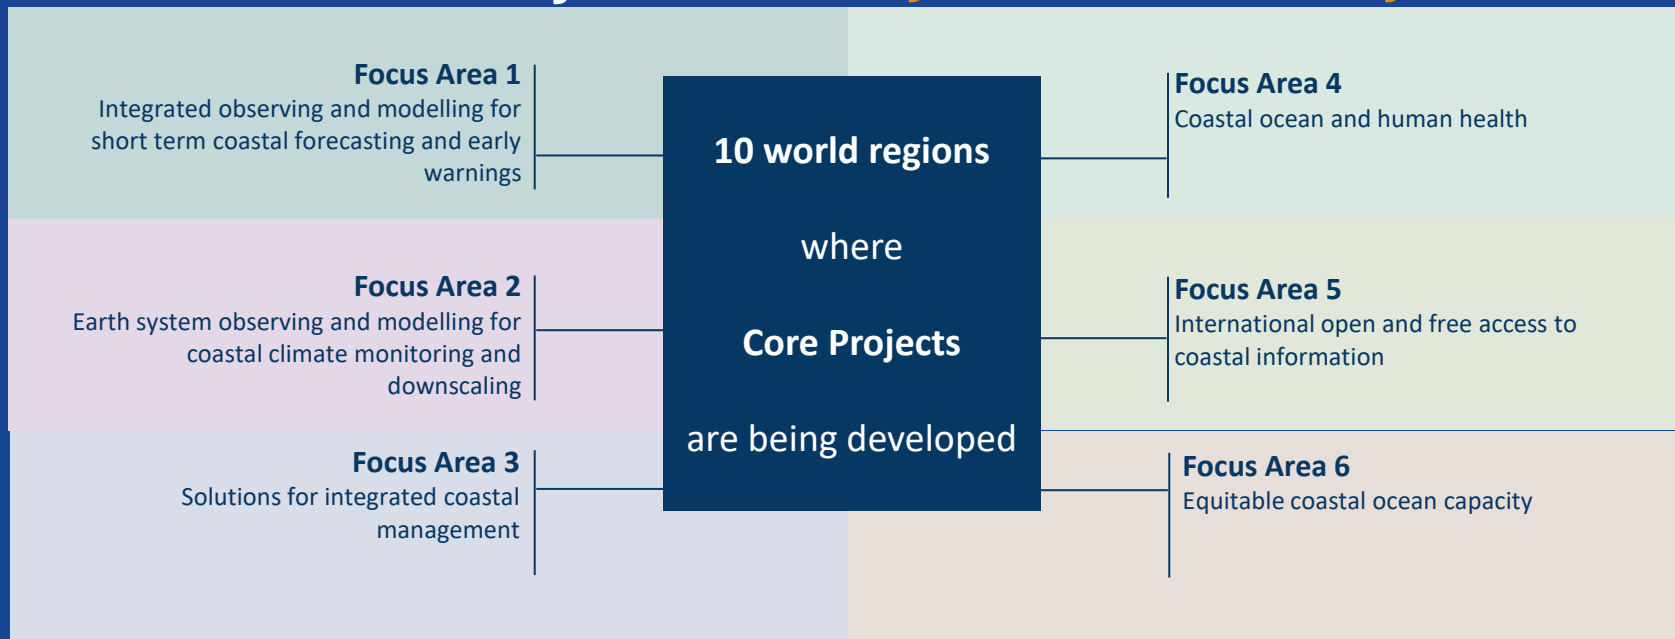 Focus Area 1
Integrated observing and modelling for
short term coastal forecasting and early
warnings
Focus Area 2
Earth system observing and modelling for
coastal climate monitoring and
downscaling
Focus Area 3
Solutions for integrated coastal
management
10 world regions
where
Core Projects
are being developed
Focus Area 4
Coastal ocean and human health
Focus Area 5
International open and free access to
coastal information
Focus Area 6
Equitable coastal ocean capacity